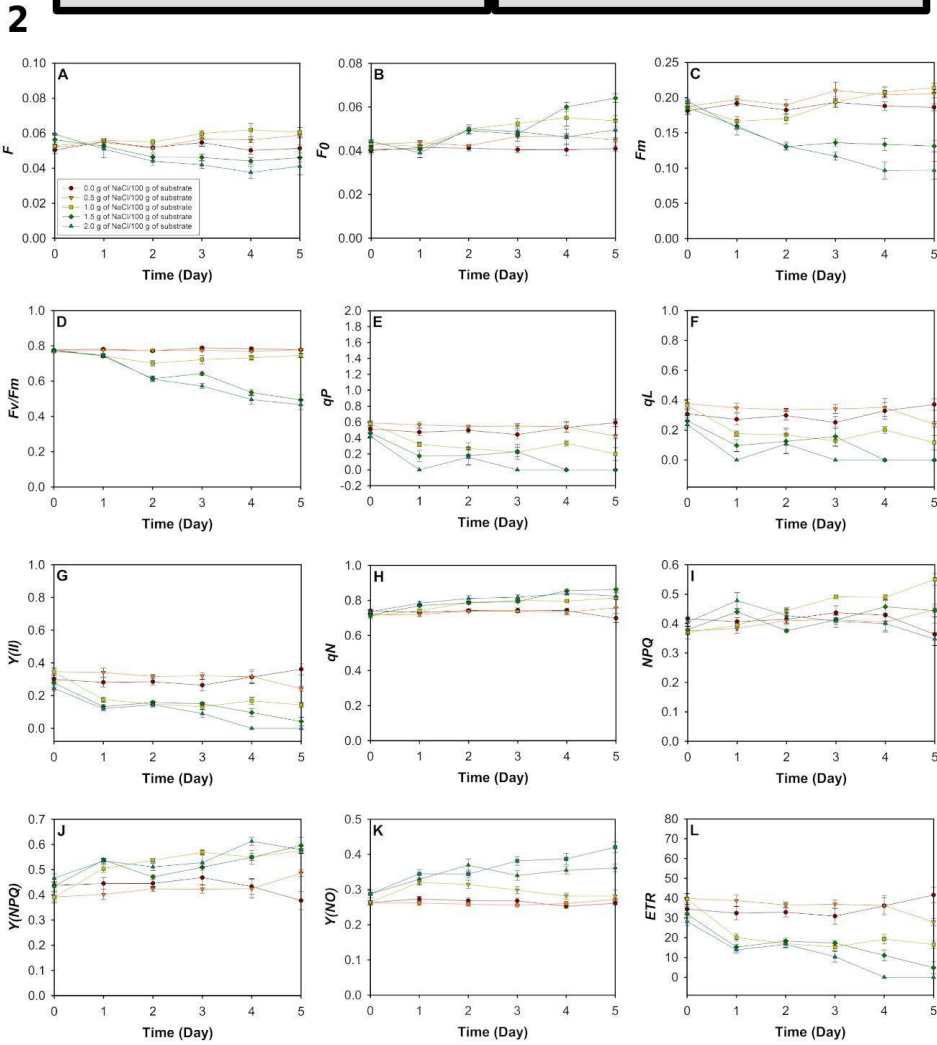 2
A
F
0.10
0.08
0.06
0.04
0.02
0.00
0.0 g of NaCl/100 g of substrate
0.5 g of NaCl/100 g of substrate
1.0 g of NaCl/100 g of substrate
1.5 g of NaCl/100 g of substrate
2.0 g of NaCl/100 g of substrate
0 1 2 3 4 5
Time (Day)
B
F0
0.08
0.06
0.04
0.02
0.00
0 1 2 3 4 5
Time (Day)
C
Fm
0.25
0.20
0.15
0.10
0.05
0.00
0 1 2 3 4 5
Time (Day)
D
Fv/Fm
1.0
0.8
0.6
0.4
0.2
0.0
0 1 2 3 4 5
Time (Day)
E
qP
2.0
1.8
1.6
1.4
1.2
1.0
0.8
0.6
0.4
0.2
0.0
-0.2
0 1 2 3 4 5
Time (Day)
F
qL
0.4
0.2
0.0
0 1 2 3 4 5
Time (Day)
G
Y(II)
1.0
0.8
0.6
0.4
0.2
0.0
0 1 2 3 4 5
Time (Day)
H
qN
1.0
0.8
0.6
0.4
0.2
0.0
0 1 2 3 4 5
Time (Day)
I
NPQ
0.6
0.5
0.4
0.3
0.2
0.1
0.0
0 1 2 3 4 5
Time (Day)
J
Y(NPQ)
0.7
0.6
0.5
0.4
0.3
0.2
0.1
0.0
0 1 2 3 4 5
Time (Day)
K
Y(NO)
0.5
0.4
0.3
0.2
0.1
0.0
0 1 2 3 4 5
Time (Day)
L
ETR
80
70
60
50
40
30
20
10
0
0 1 2 3 4 5
Time (Day)